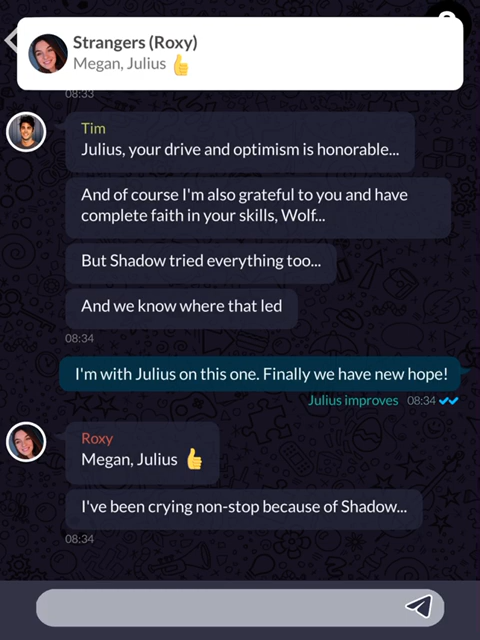 Strangers (Roxy)
Megan, Julius 👍
08:33
Tim
Julius, your drive and optimism is honorable...
And of course I'm also grateful to you and have
complete faith in your skills, Wolf...
But Shadow tried everything too...
And we know where that led
08:34
I'm with Julius on this one. Finally we have new hope!
Julius improves 08:34
Roxy
Megan, Julius 👍
I've been crying non-stop because of Shadow...
08:34